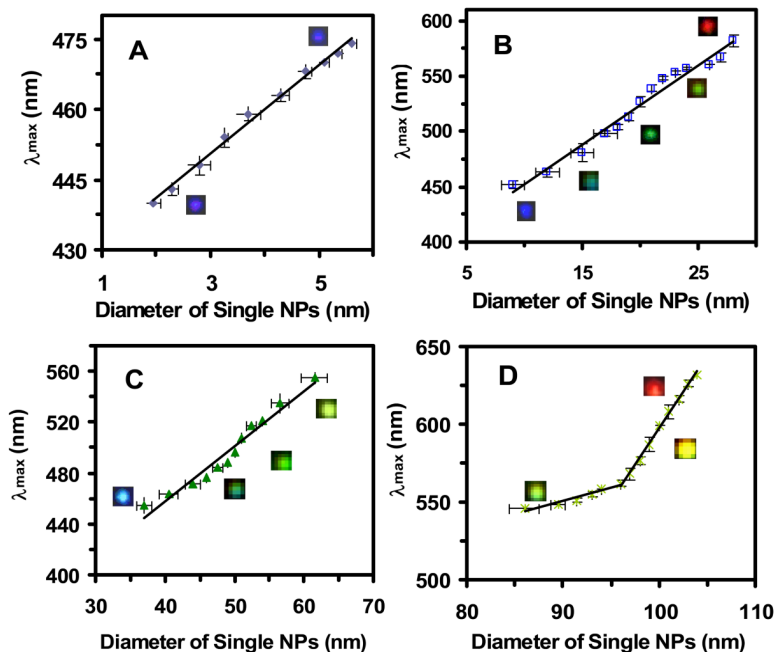 A
475
460
445
430
λmax (nm)
1 3 5
Diameter of Single NPs (nm)
B
600
550
500
450
400
λmax (nm)
5 15 25
Diameter of Single NPs (nm)
C
560
520
480
440
400
λmax (nm)
30 40 50 60 70
Diameter of Single NPs (nm)
D
650
600
550
500
λmax (nm)
80 90 100 110
Diameter of Single NPs (nm)